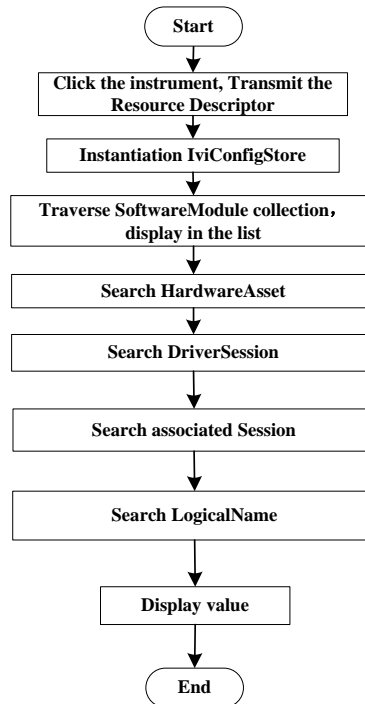 Start
Click the instrument, Transmit the
Resource Descriptor
Instantiation IviConfigStore
Traverse SoftwareModule collection，
display in the list
Search HardwareAsset
Search DriverSession
Search associated Session
Search LogicalName
Display value
End